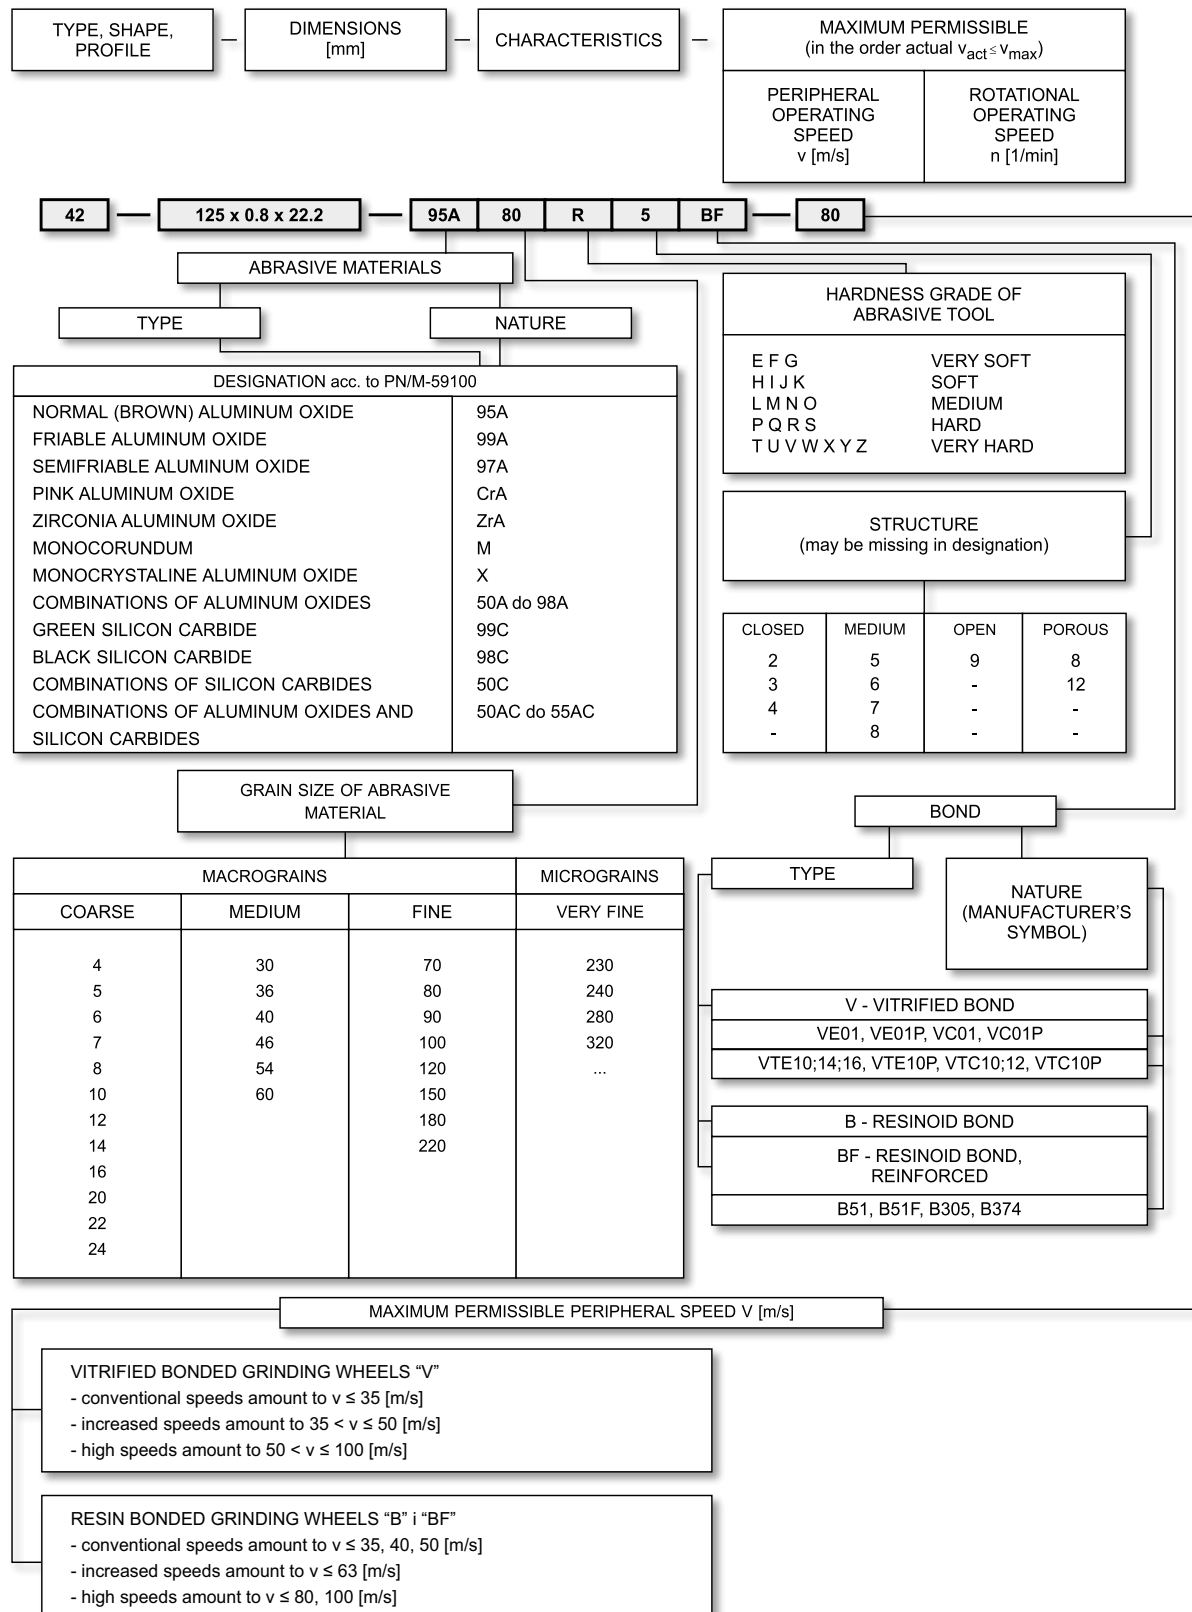 TYPE, SHAPE,
PROFILE
—
DIMENSIONS
[mm]
—
CHARACTERISTICS
—
MAXIMUM PERMISSIBLE
(in the order actual vact ≤ vmax)
PERIPHERAL
OPERATING
SPEED
v [m/s]
ROTATIONAL
OPERATING
SPEED
n [1/min]
42 — 125 x 0.8 x 22.2 — 95A 80 R 5 BF — 80
ABRASIVE MATERIALS
TYPE
NATURE
DESIGNATION acc. to PN/M-59100
NORMAL (BROWN) ALUMINUM OXIDE 95A
FRIABLE ALUMINUM OXIDE 99A
SEMIFRIABLE ALUMINUM OXIDE 97A
PINK ALUMINUM OXIDE CrA
ZIRCONIA ALUMINUM OXIDE ZrA
MONOCORUNDUM M
MONOCRYSTALINE ALUMINUM OXIDE X
COMBINATIONS OF ALUMINUM OXIDES 50A do 98A
GREEN SILICON CARBIDE 99C
BLACK SILICON CARBIDE 98C
COMBINATIONS OF SILICON CARBIDES 50C
COMBINATIONS OF ALUMINUM OXIDES AND 50AC do 55AC
SILICON CARBIDES
HARDNESS GRADE OF
ABRASIVE TOOL
E F G VERY SOFT
H I J K SOFT
L M N O MEDIUM
P Q R S HARD
T U V W X Y Z VERY HARD
STRUCTURE
(may be missing in designation)
CLOSED MEDIUM OPEN POROUS
2 5 9 8
3 6 - 12
4 7 - -
- 8 - -
GRAIN SIZE OF ABRASIVE
MATERIAL
MACROGRAINS MICROGRAINS
COARSE MEDIUM FINE VERY FINE
4 30 70 230
5 36 80 240
6 40 90 280
7 46 100 320
8 54 120 ...
10 60 150
12 180
14 220
16
20
22
24
BOND
TYPE
NATURE
(MANUFACTURER'S
SYMBOL)
V - VITRIFIED BOND
VE01, VE01P, VC01, VC01P
VTE10;14;16, VTE10P, VTC10;12, VTC10P
B - RESINOID BOND
BF - RESINOID BOND,
REINFORCED
B51, B51F, B305, B374
MAXIMUM PERMISSIBLE PERIPHERAL SPEED V [m/s]
VITRIFIED BONDED GRINDING WHEELS “V”
- conventional speeds amount to v ≤ 35 [m/s]
- increased speeds amount to 35 < v ≤ 50 [m/s]
- high speeds amount to 50 < v ≤ 100 [m/s]
RESIN BONDED GRINDING WHEELS “B” i “BF”
- conventional speeds amount to v ≤ 35, 40, 50 [m/s]
- increased speeds amount to v ≤ 63 [m/s]
- high speeds amount to v ≤ 80, 100 [m/s]